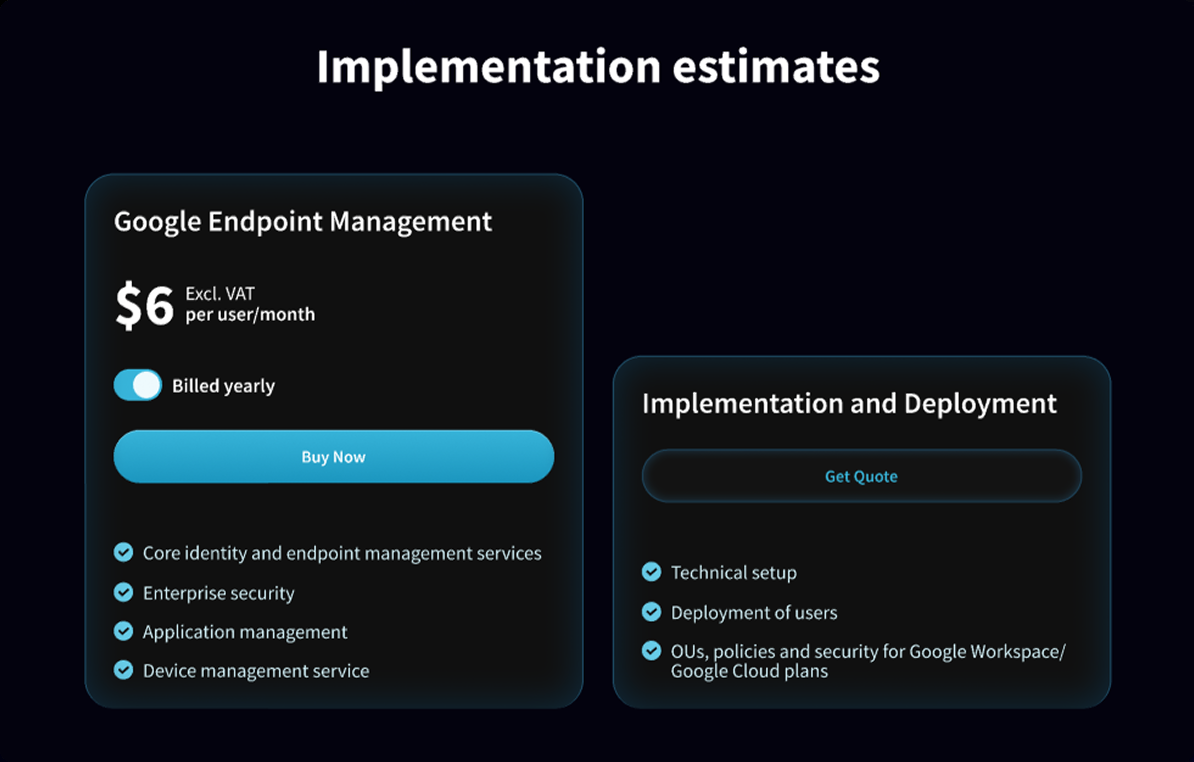 Implementation estimates
Google Endpoint Management
$6
Excl. VAT
per user/month
Billed yearly
Buy Now
Core identity and endpoint management services
Enterprise security
Application management
Device management service
Implementation and Deployment
Get Quote
Technical setup
Deployment of users
OUs, policies and security for Google Workspace/
Google Cloud plans